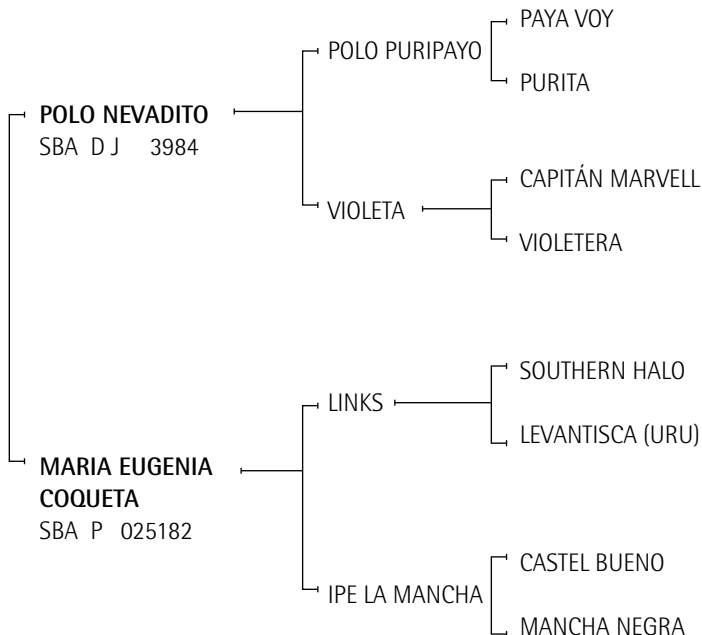 PAYA VOY
POLO PURIPAYO
PURITA
POLO NEVADITO
SBA D J 3984
CAPITÁN MARVELL
VIOLETA
VIOLETERA
SOUTHERN HALO
LINKS
LEVANTISCA (URU)
MARIA EUGENIA
COQUETA
SBA P 025182
CASTEL BUENO
IPE LA MANCHA
MANCHA NEGRA